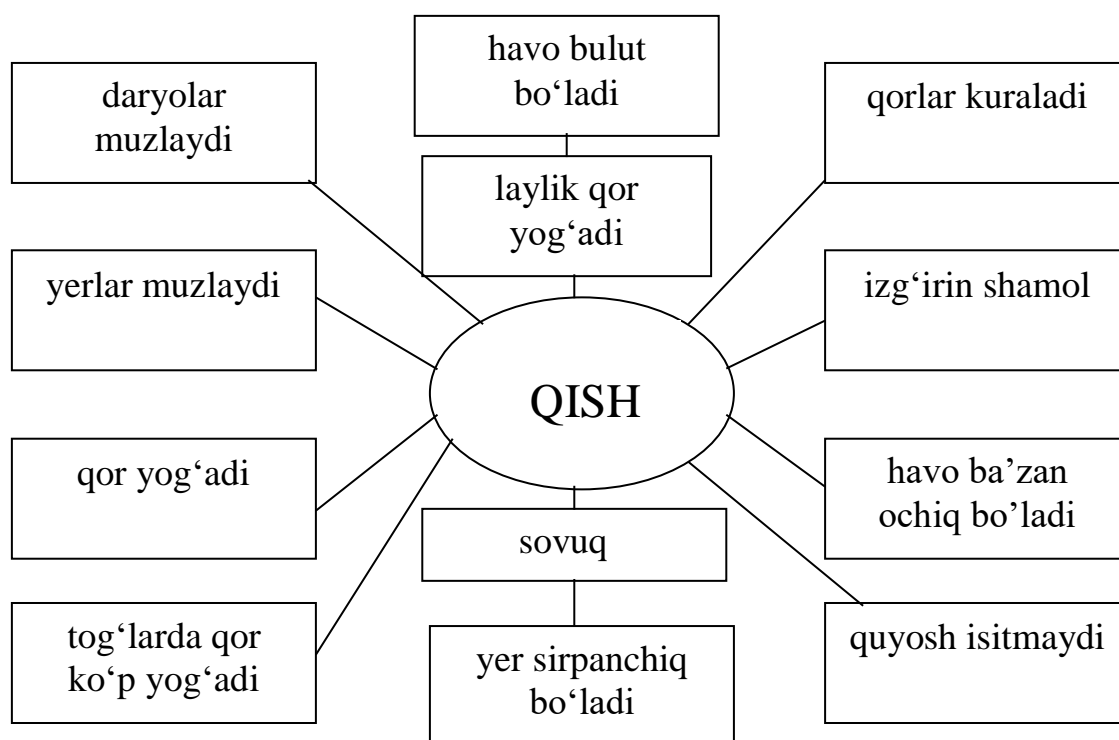 havo bulut
bo‘ladi
daryolar
muzlaydi
qorlar kuraladi
laylik qor
yog‘adi
yerlar muzlaydi
izg‘irin shamol
QISH
qor yog‘adi
havo ba’zan
ochiq bo’ladi
sovuq
tog‘larda qor
ko‘p yog‘adi
yer sirpanchiq
bo‘ladi
quyosh isitmaydi